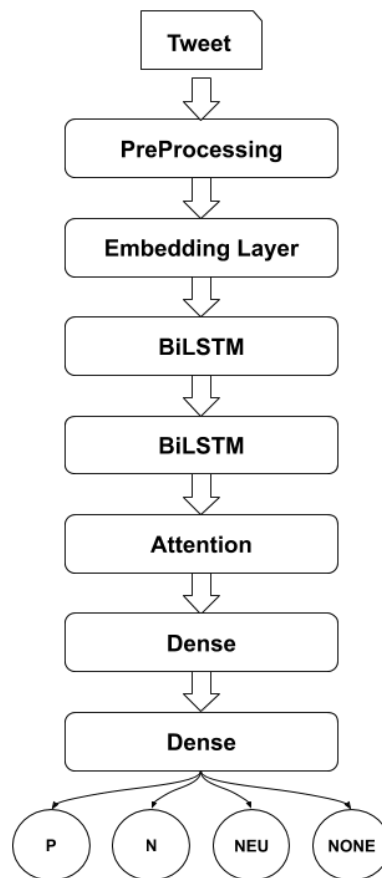 Tweet
PreProcessing
Embedding Layer
BiLSTM
BiLSTM
Attention
Dense
Dense
P N NEU NONE